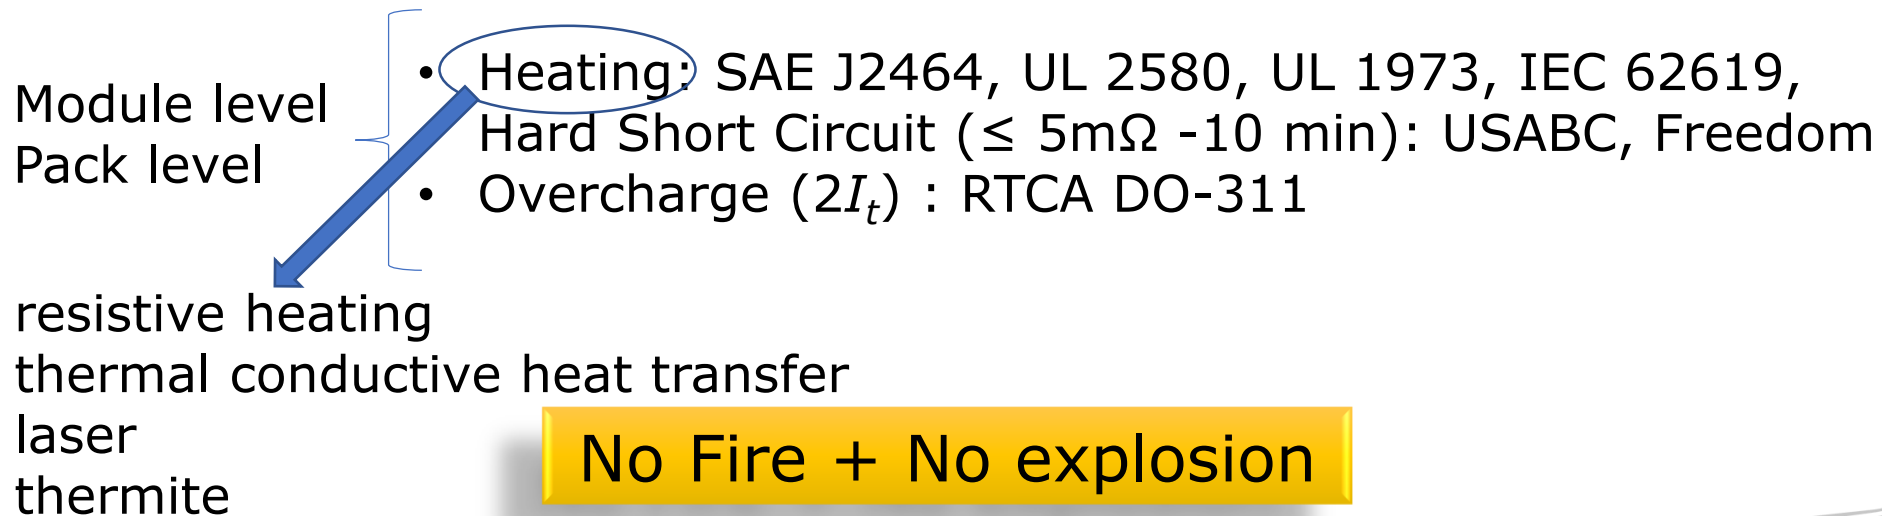 Module level
Pack level
• Heating: SAE J2464, UL 2580, UL 1973, IEC 62619,
Hard Short Circuit (≤ 5mΩ -10 min): USABC, Freedom
• Overcharge (2It) : RTCA DO-311
resistive heating
thermal conductive heat transfer
laser
thermite
No Fire + No explosion